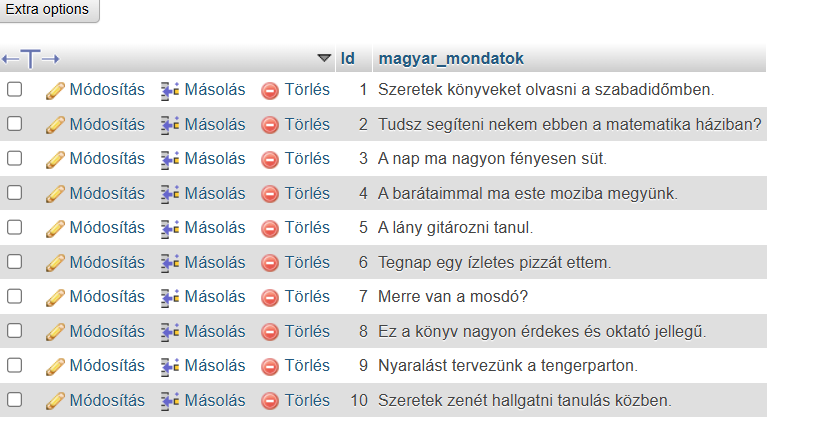 Extra options
Id magyar_mondatok
Módosítás Másolás Törlés 1 Szeretek könyveket olvasni a szabadidőmben.
Módosítás Másolás Törlés 2 Tudsz segíteni nekem ebben a matematika háziban?
Módosítás Másolás Törlés 3 A nap ma nagyon fényesen süt.
Módosítás Másolás Törlés 4 A barátaimmal ma este moziba megyünk.
Módosítás Másolás Törlés 5 A lány gitározni tanul.
Módosítás Másolás Törlés 6 Tegnap egy ízletes pizzát ettem.
Módosítás Másolás Törlés 7 Merre van a mosdó?
Módosítás Másolás Törlés 8 Ez a könyv nagyon érdekes és oktató jellegű.
Módosítás Másolás Törlés 9 Nyaralást tervezünk a tengerparton.
Módosítás Másolás Törlés 10 Szeretek zenét hallgatni tanulás közben.